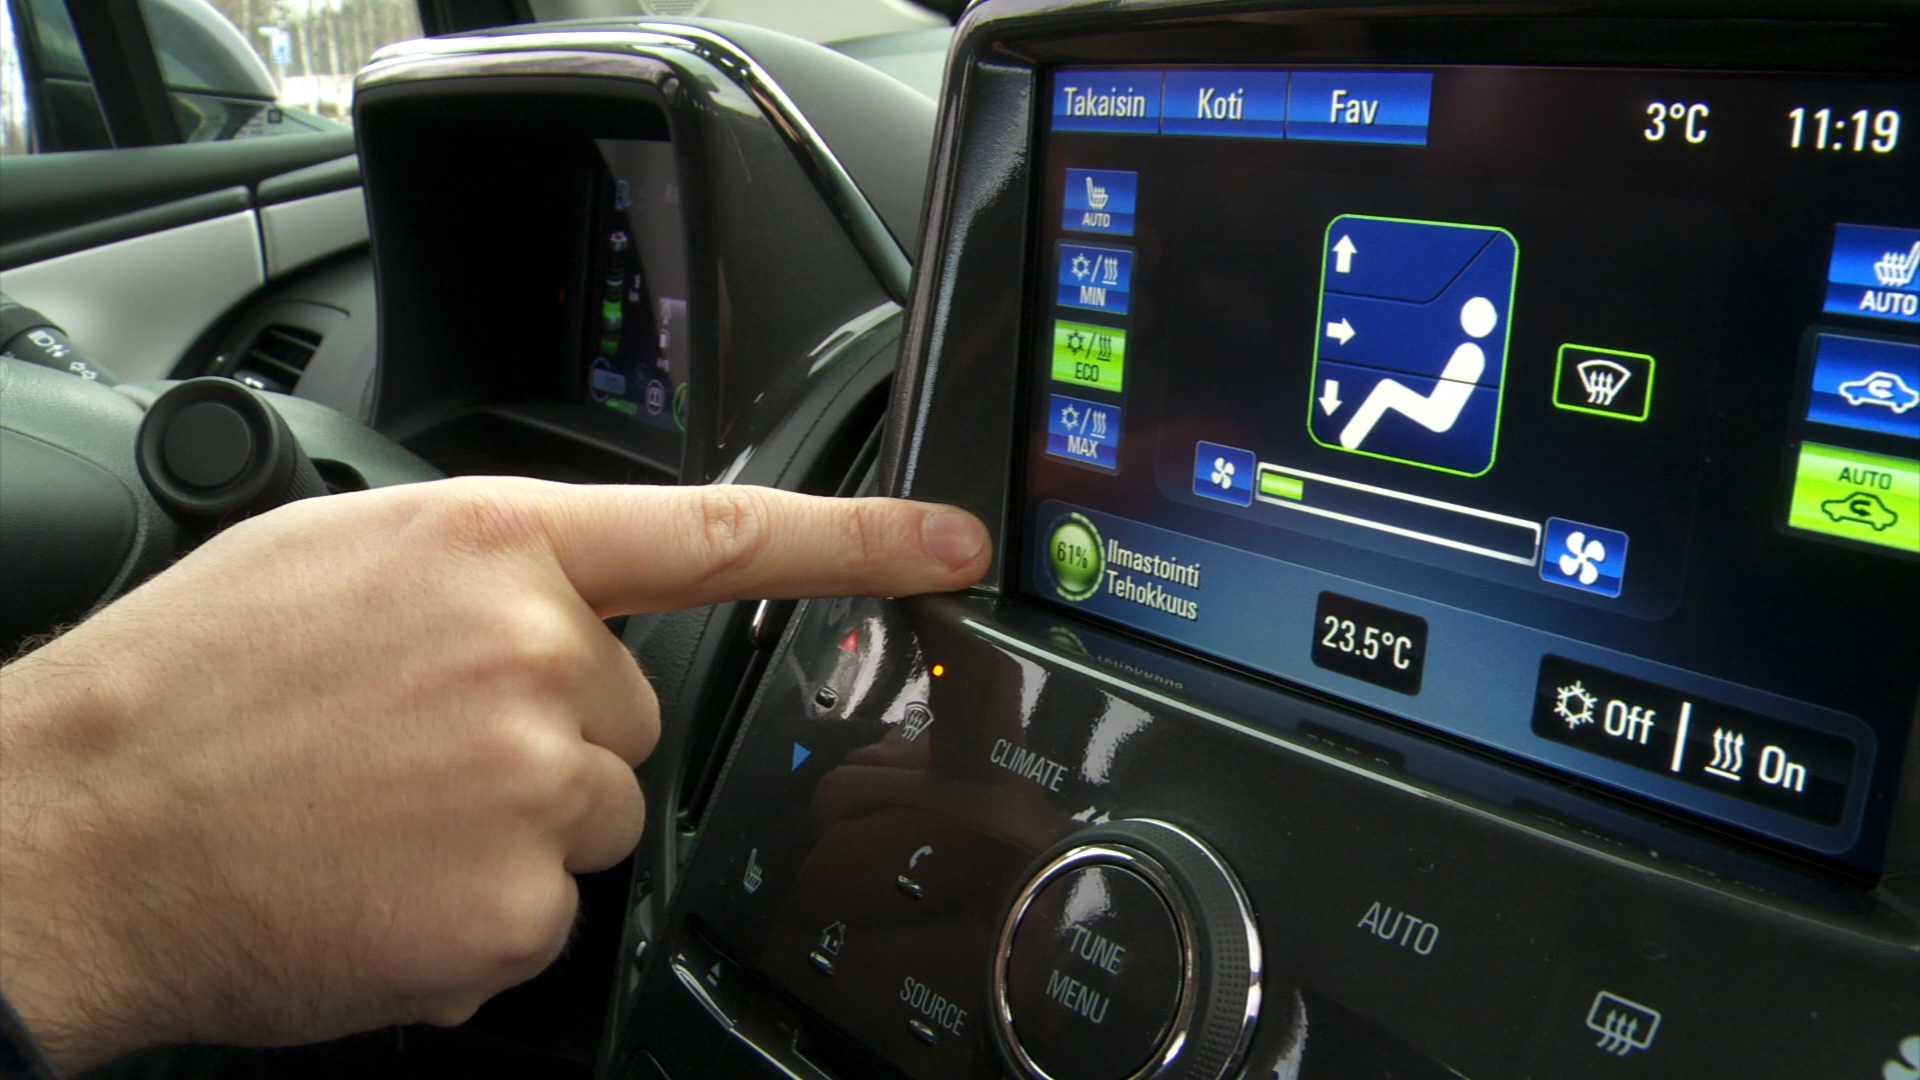 Takaisin Koti Fav 3°C 11:19
AUTO
MIN
ECO
MAX
AUTO
AUTO
61% Ilmastointi
Tehokkuus
23.5°C
Off | On
CLIMATE
AUTO
TUNE
MENU
SOURCE